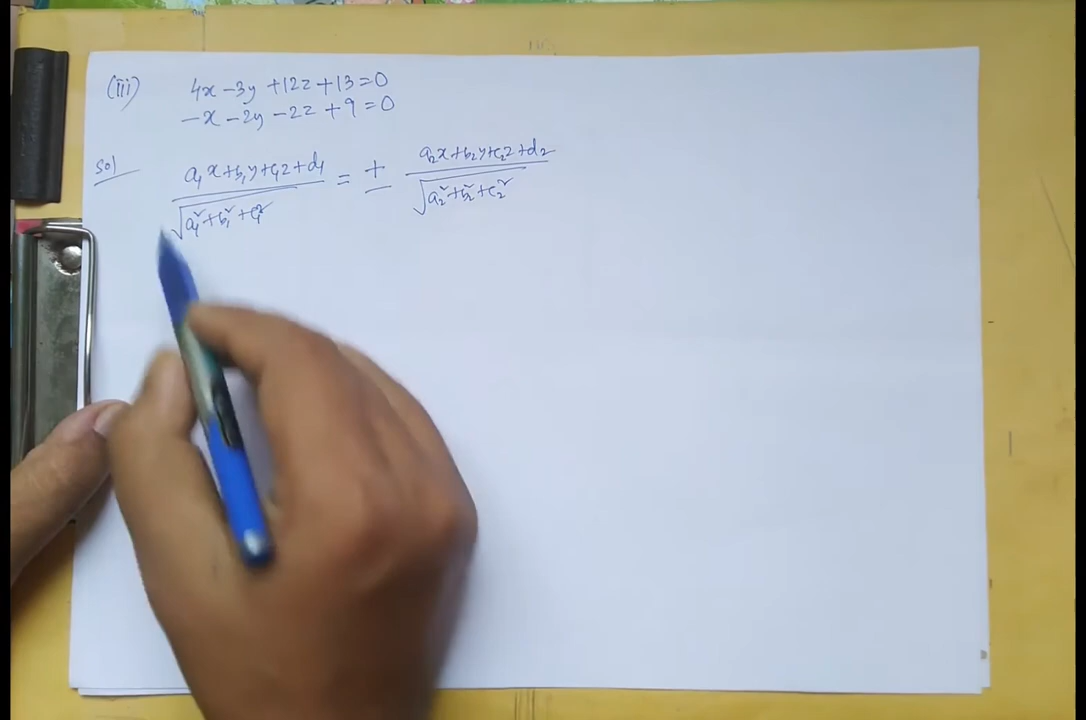 (iii) 4x - 3y + 12z + 13 = 0
-x - 2y - 2z + 9 = 0
Sol
a₁x + b₁y + c₁z + d₁ / √(a₁² + b₁² + c₁²) = ± a₂x + b₂y + c₂z + d₂ / √(a₂² + b₂² + c₂²)